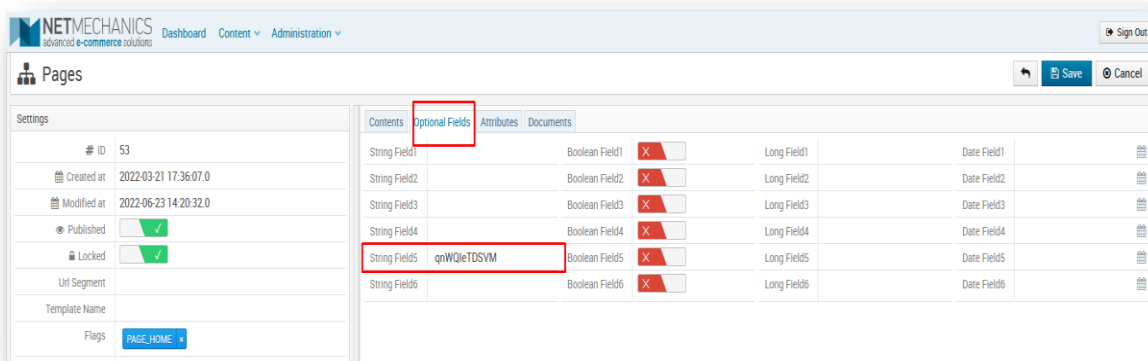 NETMECHANICS
advanced e-commerce solutions
Dashboard Content Administration
Sign Out
Pages
Save Cancel
Settings
# ID 53
Created at 2022-03-21 17:36:07.0
Modified at 2022-06-23 14:20:32.0
Published
Locked
Url Segment
Template Name
Flags PAGE_HOME ×
Contents Optional Fields Attributes Documents
String Field1 Boolean Field1 X Long Field1 Date Field1
String Field2 Boolean Field2 X Long Field2 Date Field2
String Field3 Boolean Field3 X Long Field3 Date Field3
String Field4 Boolean Field4 X Long Field4 Date Field4
String Field5 qnWQleTDSVM Boolean Field5 X Long Field5 Date Field5
String Field6 Boolean Field6 X Long Field6 Date Field6